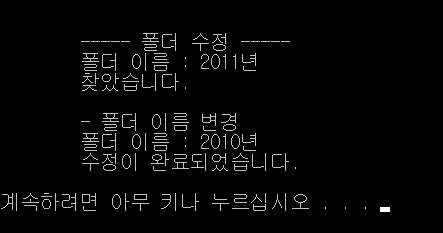 ----- 폴더 수정 -----
폴더 이름 : 2011년
찾았습니다.
- 폴더 이름 변경
폴더 이름 : 2010년
수정이 완료되었습니다.
계속하려면 아무 키나 누르십시오 . . .